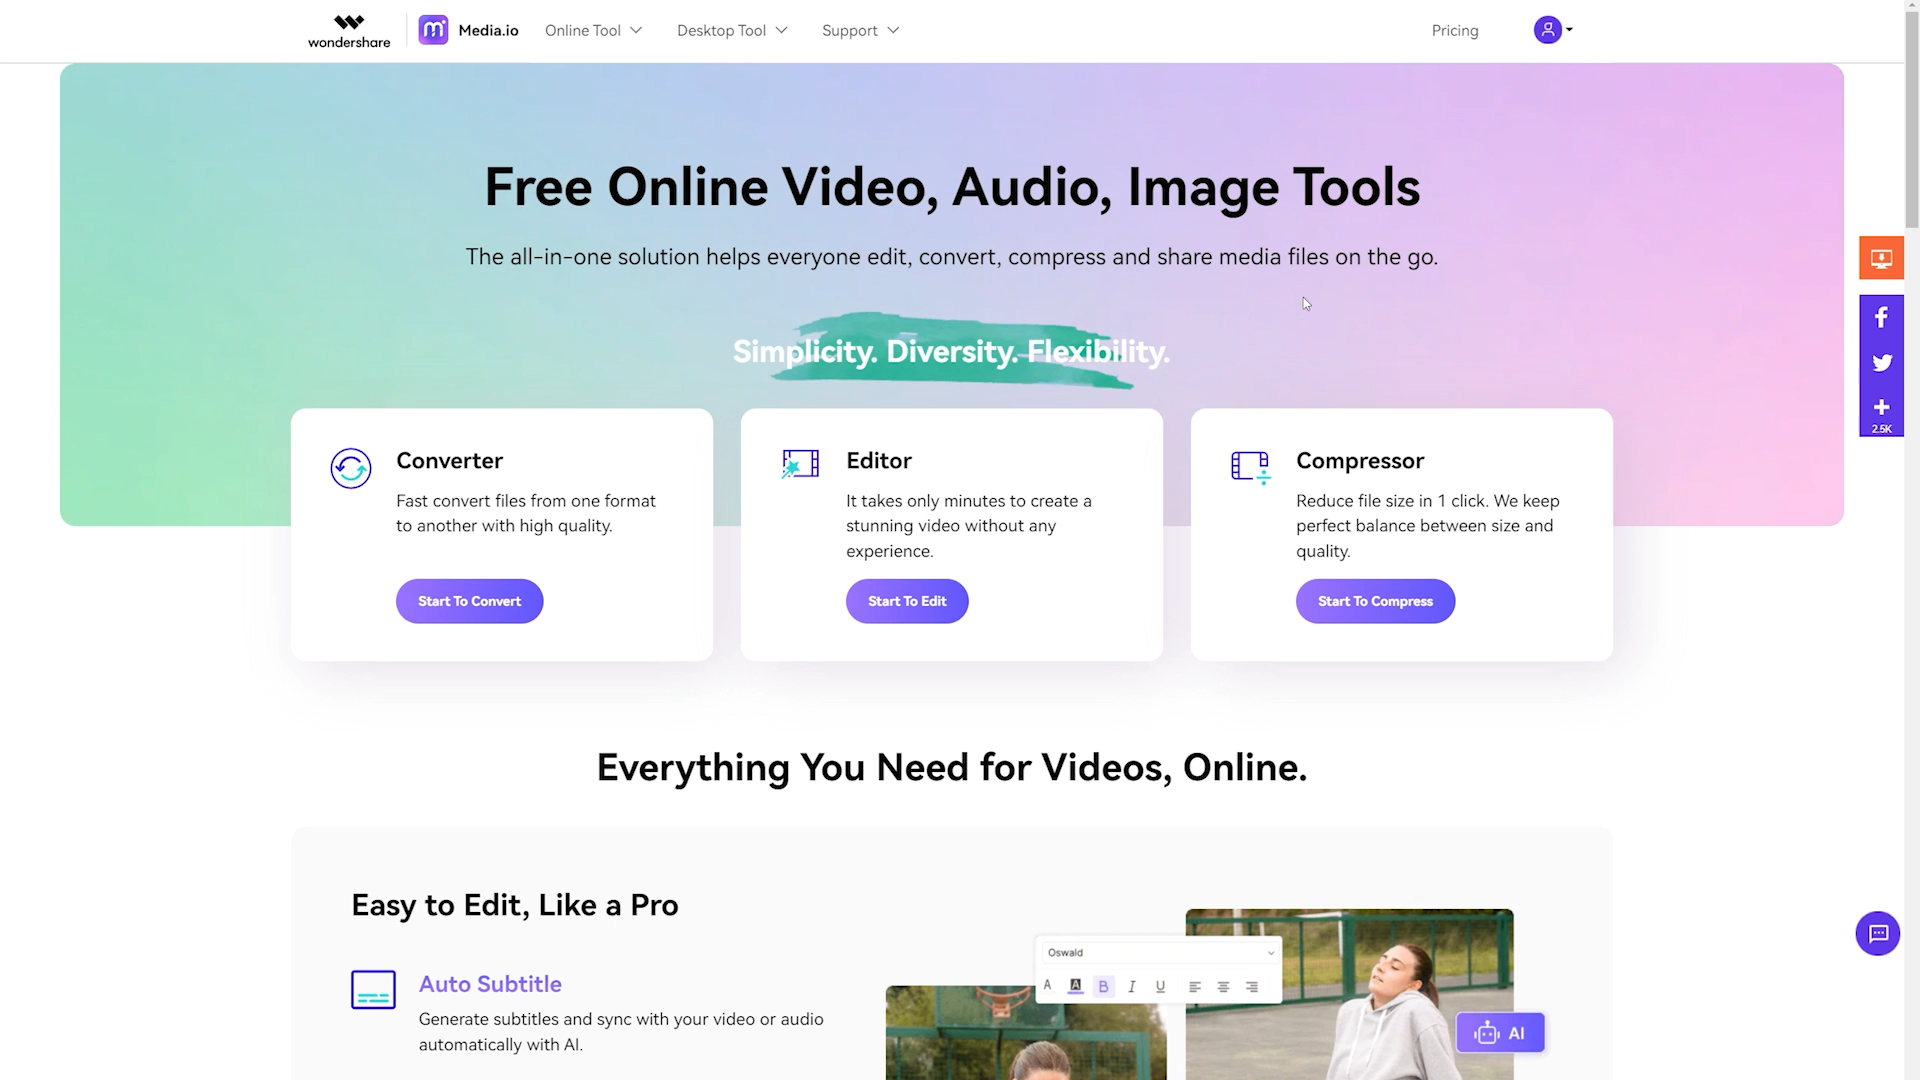 wondershare
Media.io
Online Tool
Desktop Tool
Support
Pricing
Free Online Video, Audio, Image Tools
The all-in-one solution helps everyone edit, convert, compress and share media files on the go.
Simplicity. Diversity. Flexibility.
2.5K
Converter
Fast convert files from one format
to another with high quality.
Start To Convert
Editor
It takes only minutes to create a
stunning video without any
experience.
Start To Edit
Compressor
Reduce file size in 1 click. We keep
perfect balance between size and
quality.
Start To Compress
Everything You Need for Videos, Online.
Easy to Edit, Like a Pro
Auto Subtitle
Generate subtitles and sync with your video or audio
automatically with AI.
Oswald
A A B I U
AI